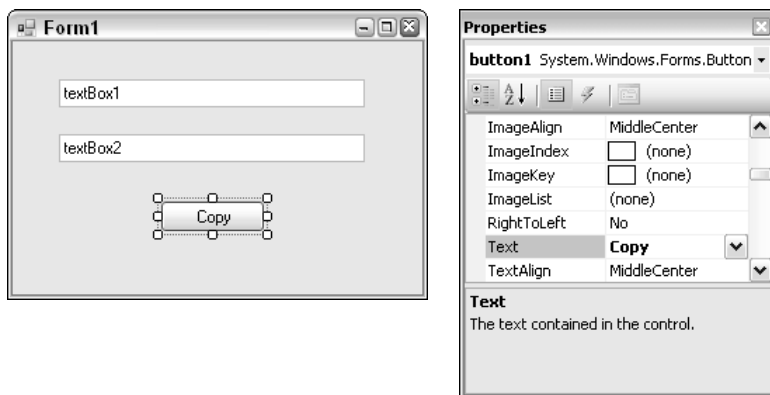 Form1
textBox1
textBox2
Copy
Properties
button1 System.Windows.Forms.Button
ImageAlign MiddleCenter
ImageIndex (none)
ImageKey (none)
ImageList (none)
RightToLeft No
Text Copy
TextAlign MiddleCenter
Text
The text contained in the control.